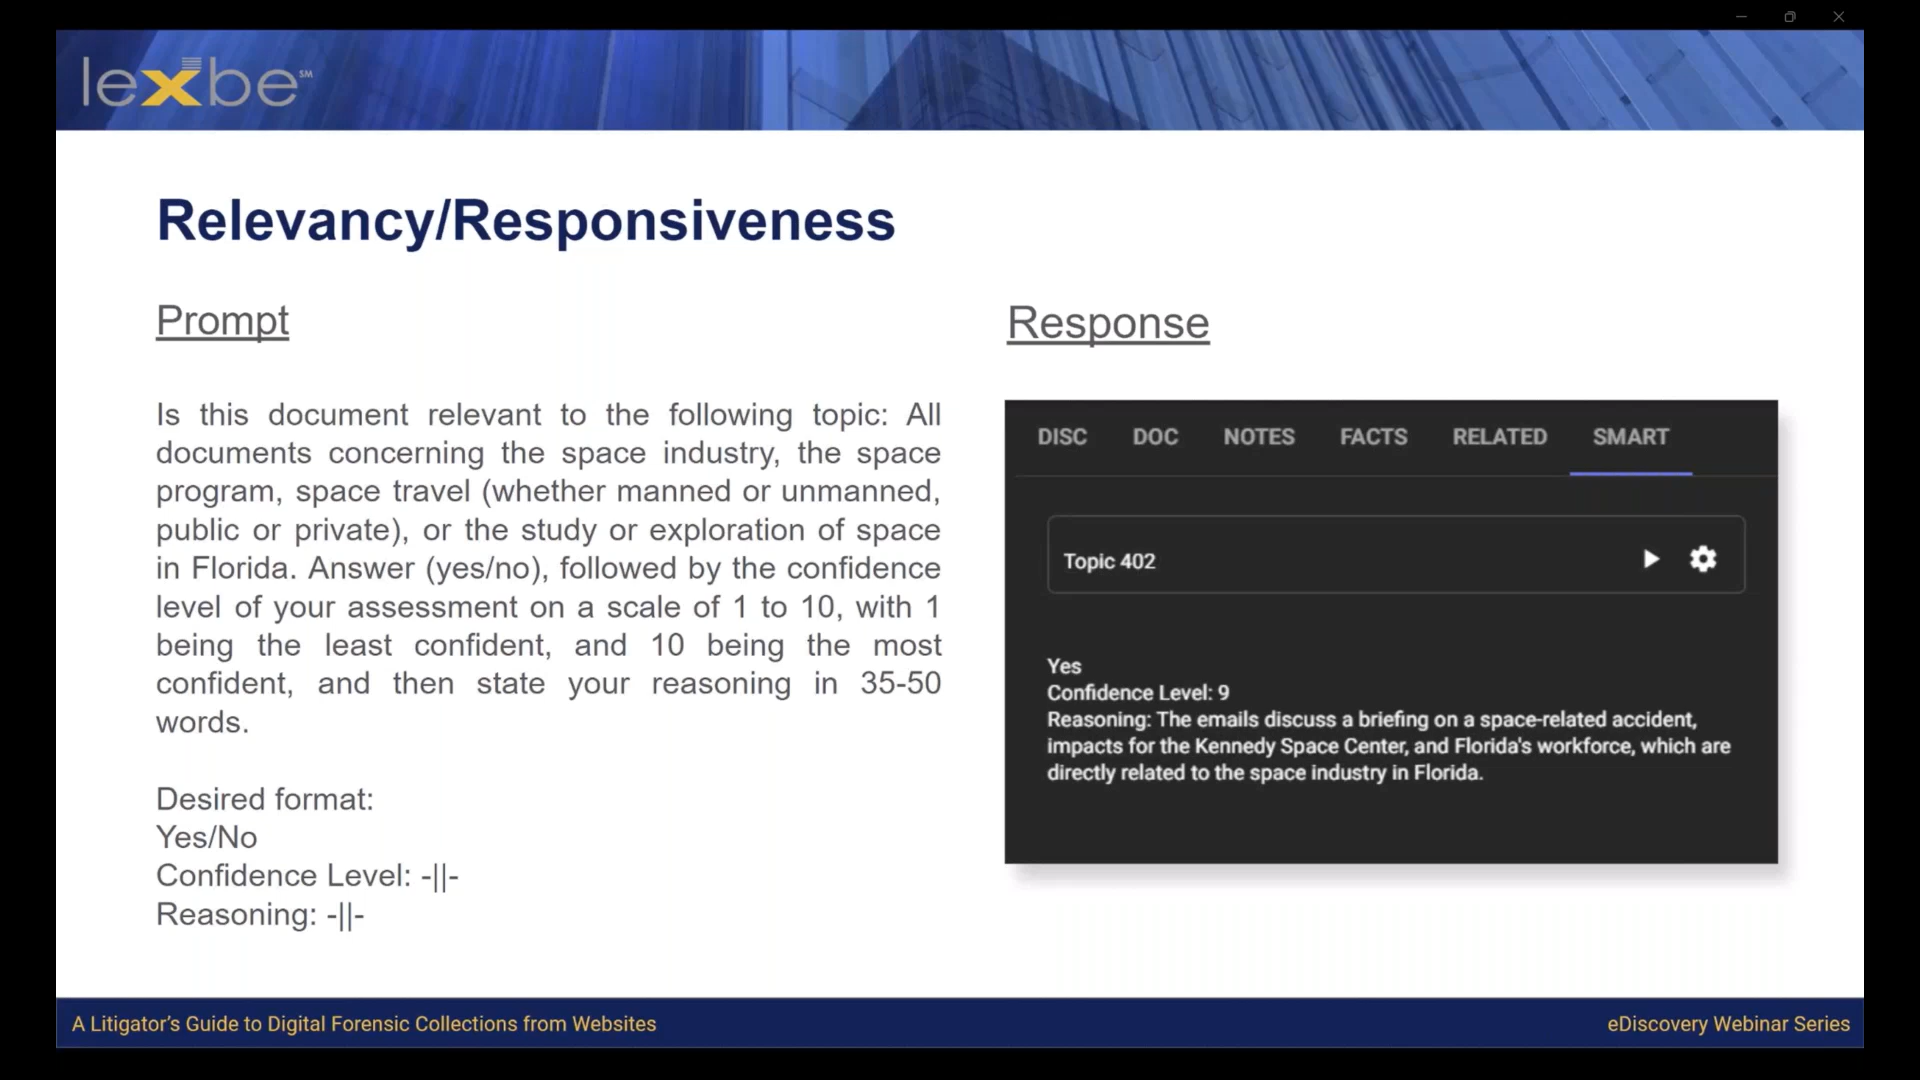 lexbe℠
Relevancy/Responsiveness
Prompt
Is this document relevant to the following topic: All
documents concerning the space industry, the space
program, space travel (whether manned or unmanned,
public or private), or the study or exploration of space
in Florida. Answer (yes/no), followed by the confidence
level of your assessment on a scale of 1 to 10, with 1
being the least confident, and 10 being the most
confident, and then state your reasoning in 35-50
words.
Desired format:
Yes/No
Confidence Level: -||-
Reasoning: -||-
Response
DISC DOC NOTES FACTS RELATED SMART
Topic 402
Yes
Confidence Level: 9
Reasoning: The emails discuss a briefing on a space-related accident,
impacts for the Kennedy Space Center, and Florida's workforce, which are
directly related to the space industry in Florida.
A Litigator's Guide to Digital Forensic Collections from Websites
eDiscovery Webinar Series